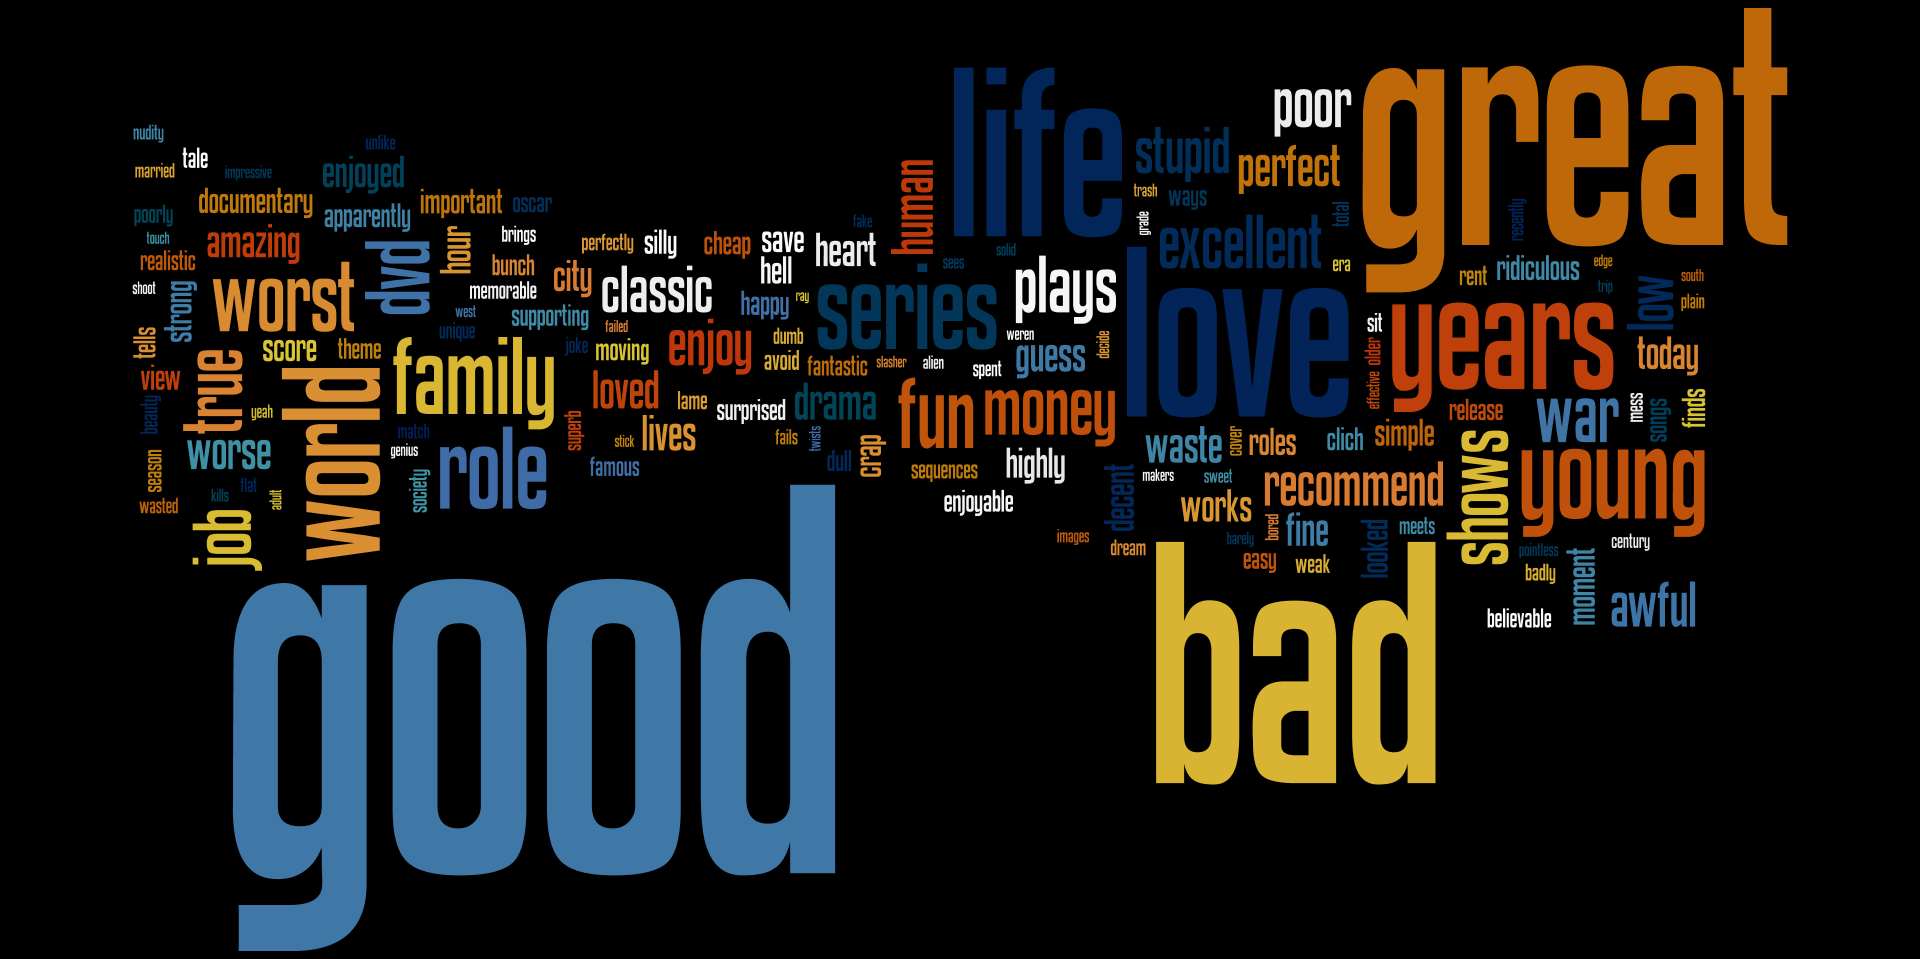 nudity
tale
unlike
married
impressive
enjoyed
documentary
important
oscar
poorly
apparently
touch
amazing
dvd
hour
brings
realistic
bunch
shoot
strong
worst
memorable
west
supporting
unique
tells
score
theme
family
view
true
world
beauty
yeah
match
worse
genius
role
season
society
kills
flat
adult
wasted
job
perfectly
silly
cheap
save
hell
heart
fake
human
city
classic
happy
ray
failed
joke
moving
enjoy
dumb
avoid
fantastic
slasher
alien
series
sees
solid
plays
weren
guess
decide
spent
loved
lame
surprised
drama
superb
stick
lives
fails
twists
famous
dull
crap
fun
money
sequences
highly
enjoyable
life
stupid
poor
perfect
trash
ways
grade
total
excellent
era
great
recently
love
rent
ridiculous
edge
trip
south
low
plain
sit
years
older
effective
today
release
war
mess
songs
finds
waste
cover
roles
clich
simple
makers
sweet
recommend
shows
young
decent
works
images
dream
barely
bored
fine
looked
meets
easy
weak
pointless
century
badly
moment
believable
awful
good
bad